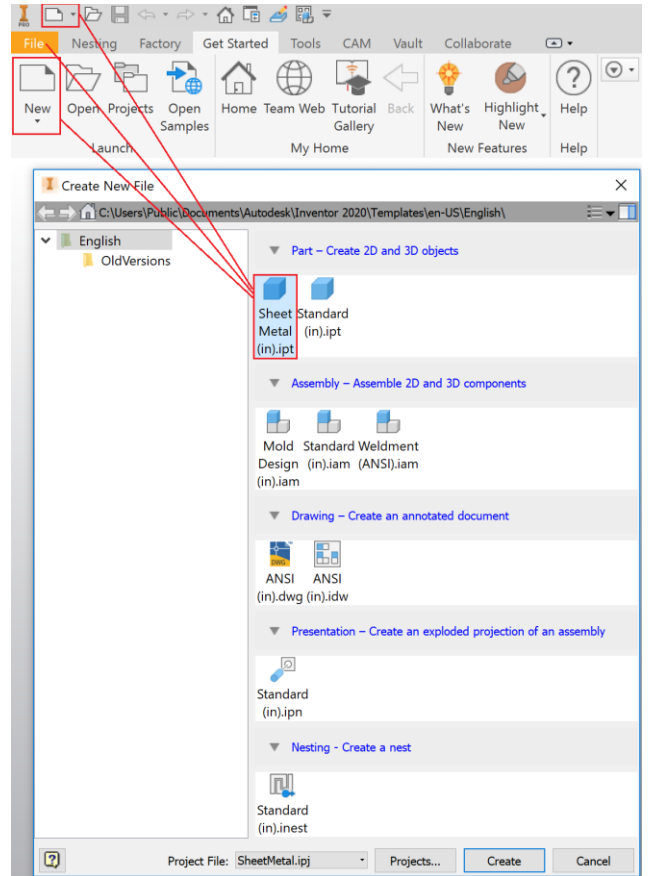 PRO
File Nesting Factory Get Started Tools CAM Vault Collaborate
New Open Projects Open Samples Home Team Web Tutorial Gallery Back What's New Highlight New Help
Launch My Home New Features Help
Create New File
C:\Users\Public\Documents\Autodesk\Inventor 2020\Templates\en-US\English\
English
OldVersions
Part – Create 2D and 3D objects
Sheet Metal (in).ipt
Standard (in).ipt
Assembly – Assemble 2D and 3D components
Mold Design (in).iam
Standard (in).iam
Weldment (ANSI).iam
Drawing – Create an annotated document
DWG
ANSI (in).dwg
ANSI (in).idw
Presentation – Create an exploded projection of an assembly
Standard (in).ipn
Nesting - Create a nest
Standard (in).inest
Project File: SheetMetal.ipj Projects... Create Cancel